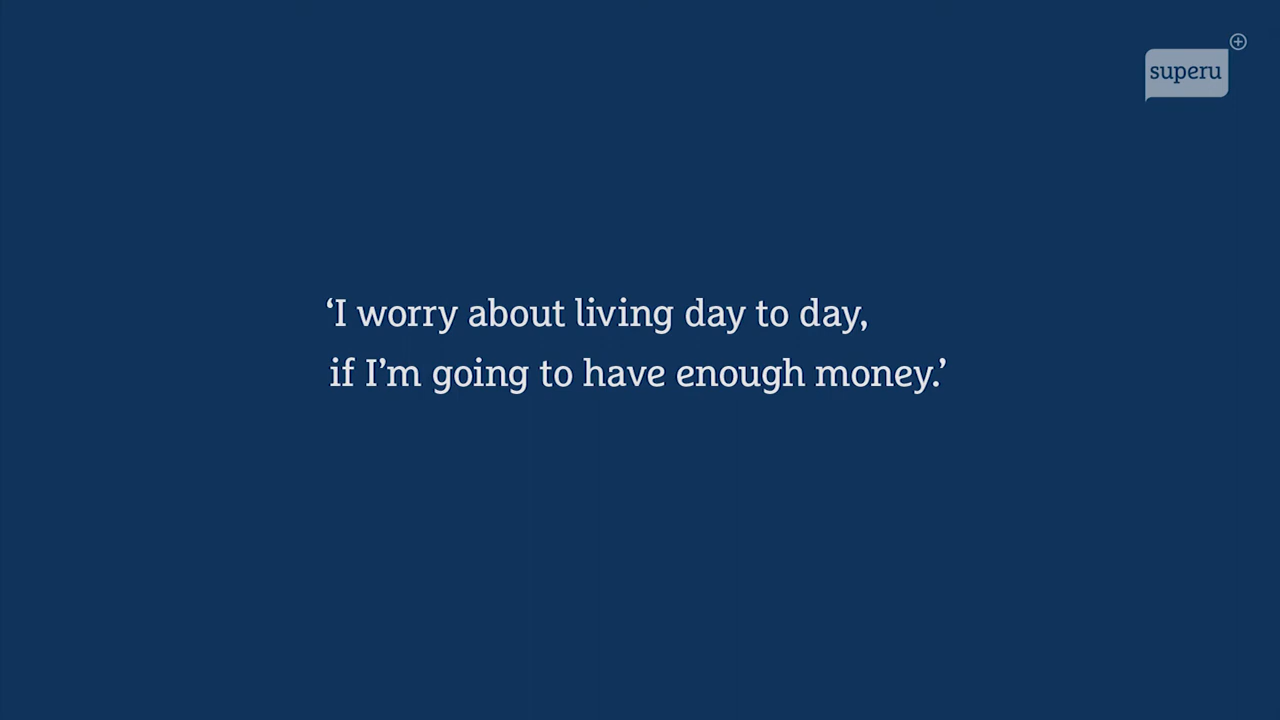 superu
‘I worry about living day to day,
if I’m going to have enough money.’